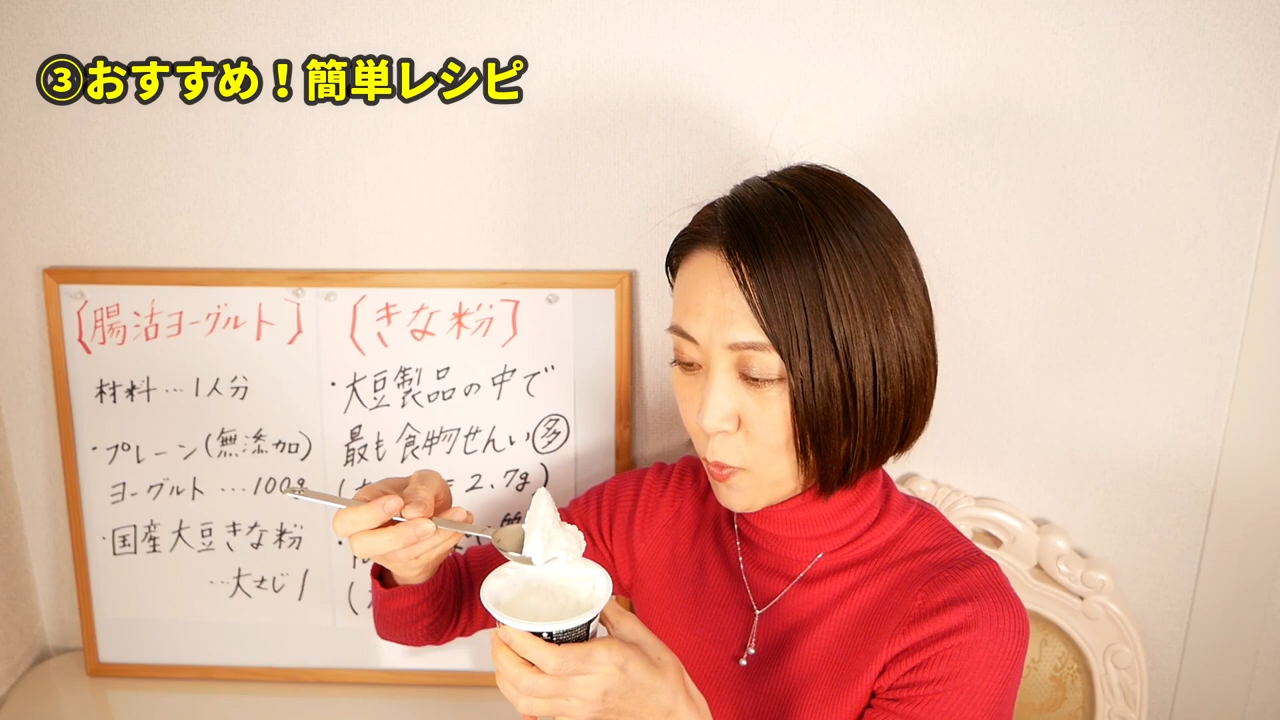 ③おすすめ！簡単レシピ
〔腸活ヨーグルト〕
材料…1人分
・プレーン(無添加)
ヨーグルト…100g
・国産大豆きな粉
…大さじ1
〔きな粉〕
・大豆製品の中で
最も食物せんい多
= 2.7g)